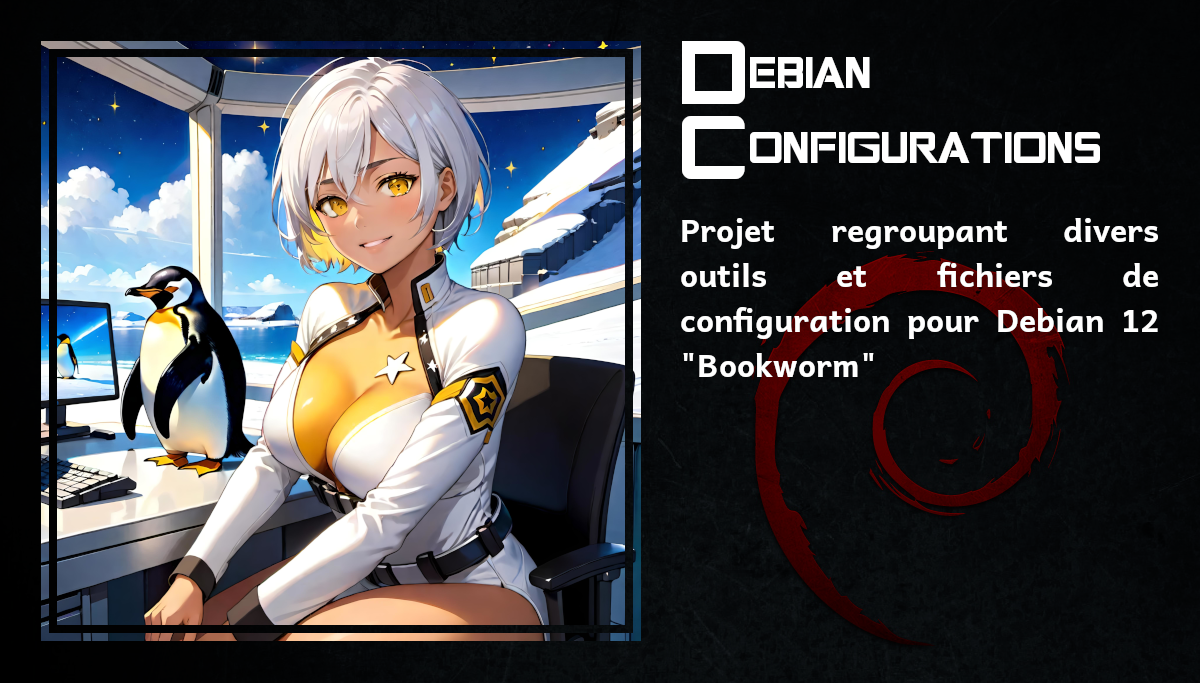 DEBIAN
CONFIGURATIONS
Projet regroupant divers
outils et fichiers de
configuration pour Debian 12
"Bookworm"